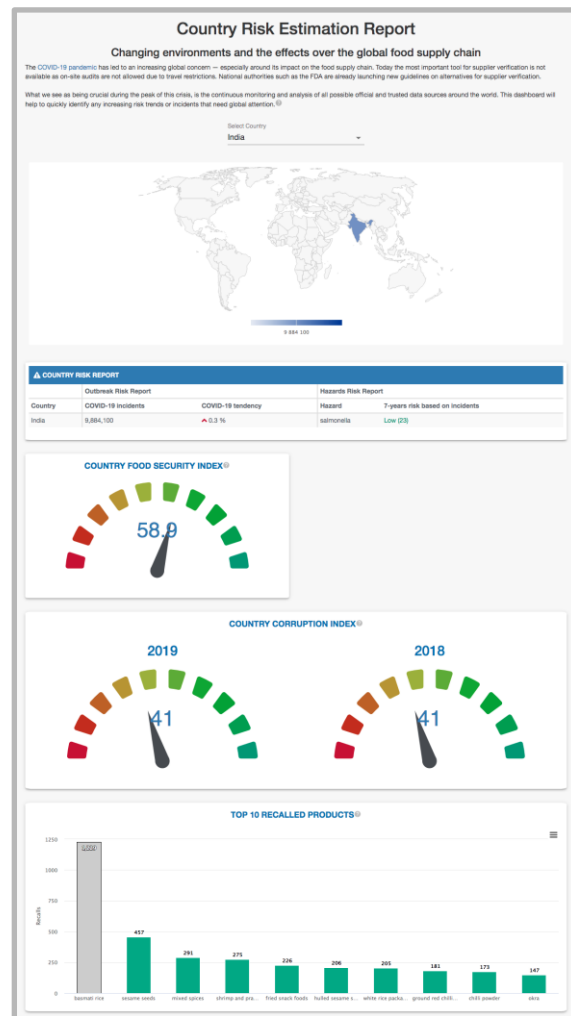 Country Risk Estimation Report
Changing environments and the effects over the global food supply chain
The COVID-19 pandemic has led to an increasing global concern — especially around its impact on the food supply chain. Today the most important tool for supplier verification is not
available as on-site audits are not allowed due to travel restrictions. National authorities such as the FDA are already launching new guidelines on alternatives for supplier verification.
What we see as being crucial during the peak of this crisis, is the continuous monitoring and analysis of all possible official and trusted data sources around the world. This dashboard will
help to quickly identify any increasing risk trends or incidents that need global attention.
Select Country
India
9 884 100
COUNTRY RISK REPORT
Outbreak Risk Report Hazards Risk Report
Country COVID-19 incidents COVID-19 tendency Hazard 7-years risk based on incidents
India 9,884,100 0.3 % salmonella Low (23)
COUNTRY FOOD SECURITY INDEX
58.9
COUNTRY CORRUPTION INDEX
2019 2018
41 41
TOP 10 RECALLED PRODUCTS
1250
1000
750
500
250
0
Recalls
457 291 275 226 206 205 181 173 147
basmati rice sesame seeds mixed spices shrimp and pra... fried snack foods hulled sesame s... white rice packa... ground red chilli... chilli powder okra